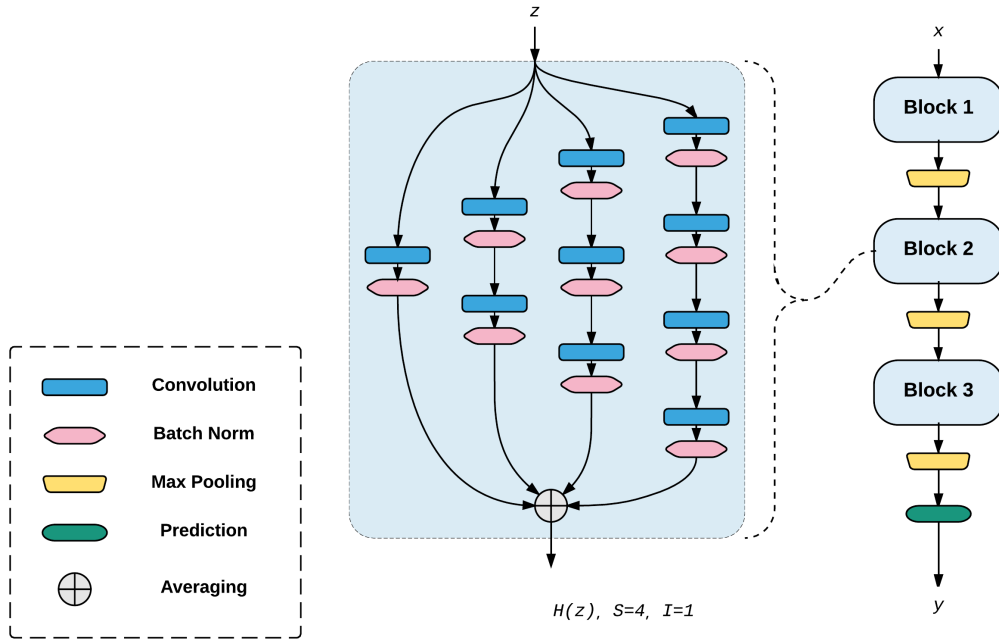 z
x
Block 1
Block 2
Block 3
y
H(z), S=4, I=1
Convolution
Batch Norm
Max Pooling
Prediction
Averaging